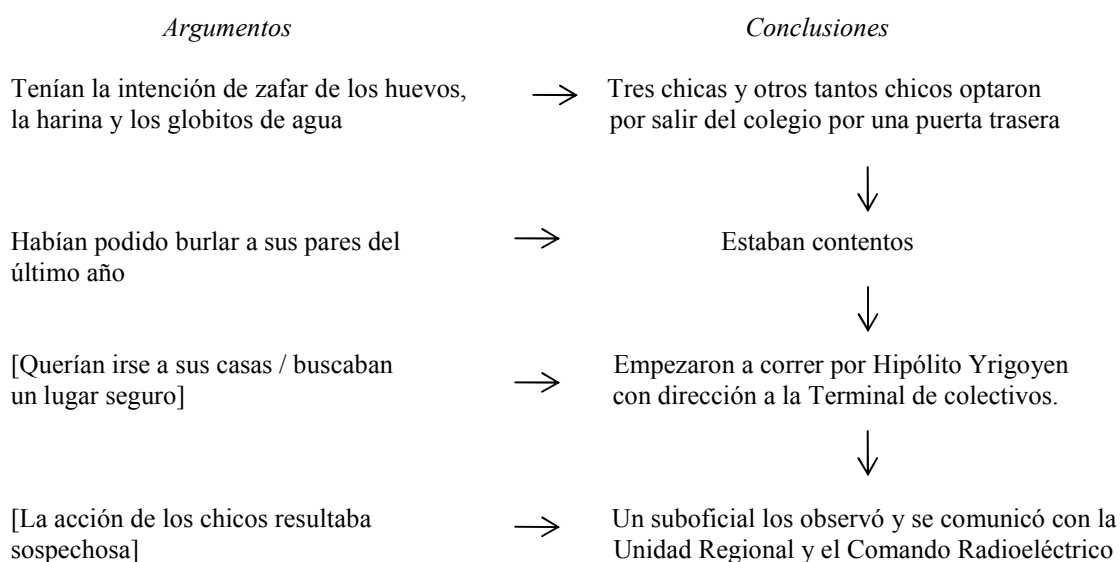 Argumentos
Conclusiones
Tenían la intención de zafar de los huevos,
la harina y los globitos de agua
Tres chicas y otros tantos chicos optaron
por salir del colegio por una puerta trasera
Habían podido burlar a sus pares del
último año
Estaban contentos
[Querían irse a sus casas / buscaban
un lugar seguro]
Empezaron a correr por Hipólito Yrigoyen
con dirección a la Terminal de colectivos.
[La acción de los chicos resultaba
sospechosa]
Un suboficial los observó y se comunicó con la
Unidad Regional y el Comando Radioeléctrico